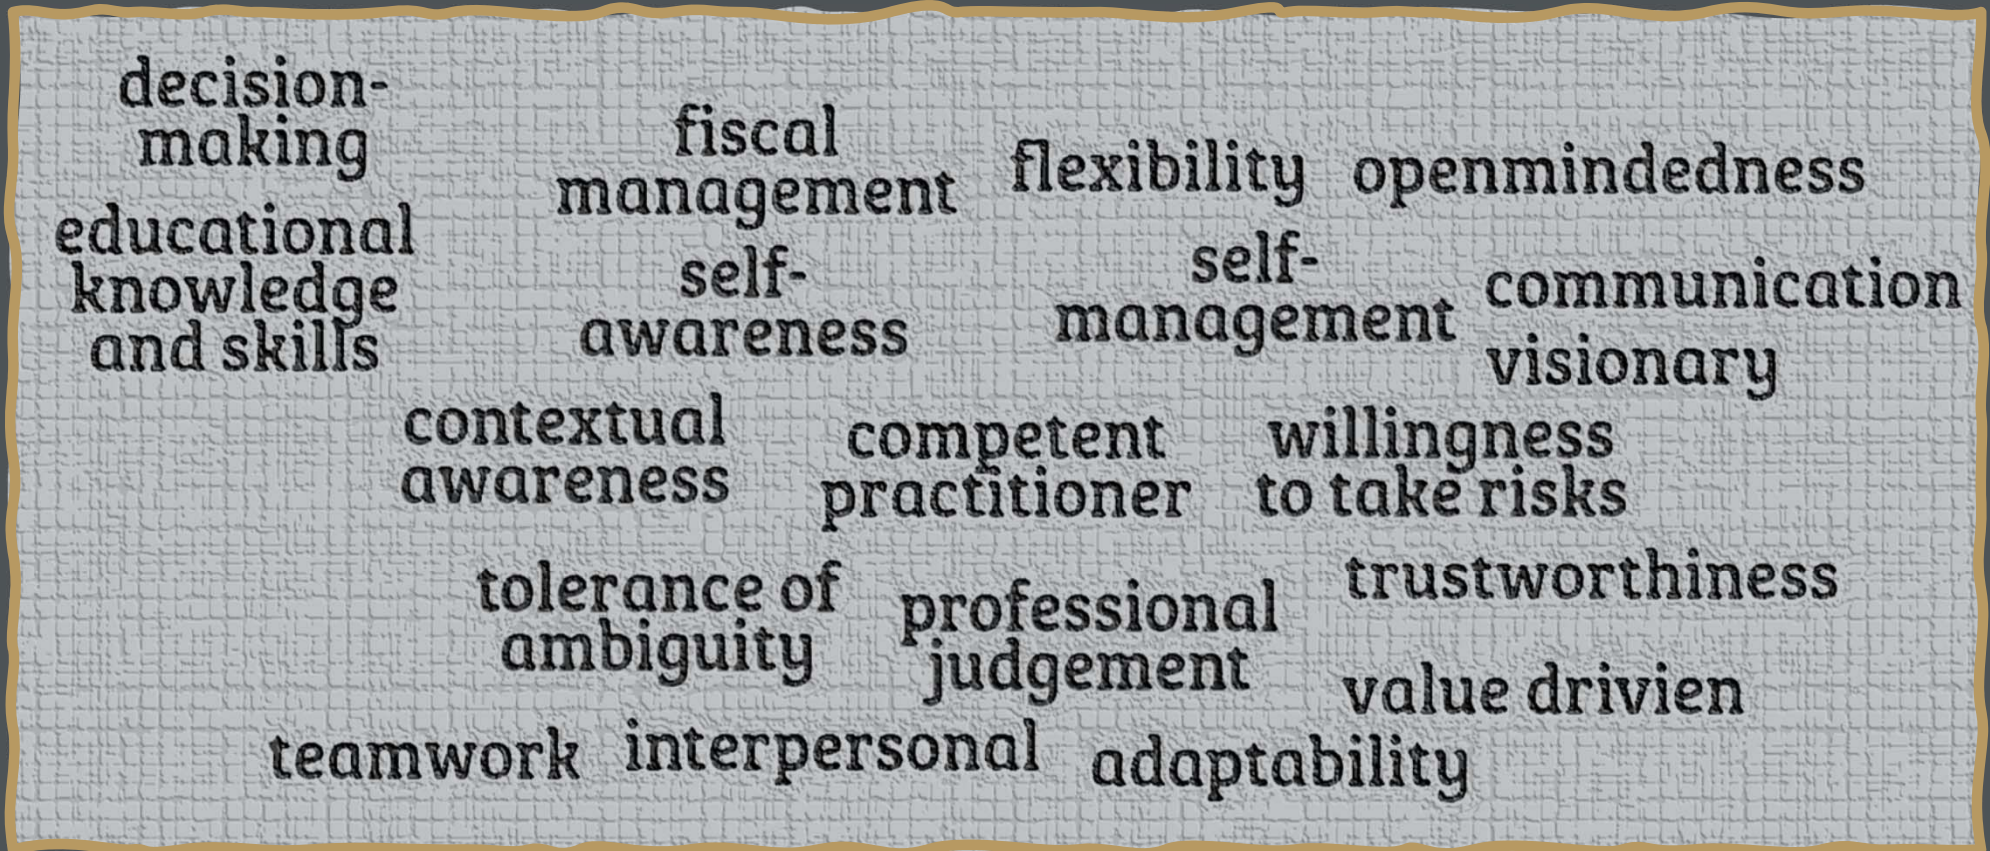 decision-
making
fiscal
management
flexibility
openmindedness
educational
knowledge
and skills
self-
awareness
self-
management
communication
visionary
contextual
awareness
competent
practitioner
willingness
to take risks
tolerance of
ambiguity
professional
judgement
trustworthiness
value drivien
teamwork
interpersonal
adaptability